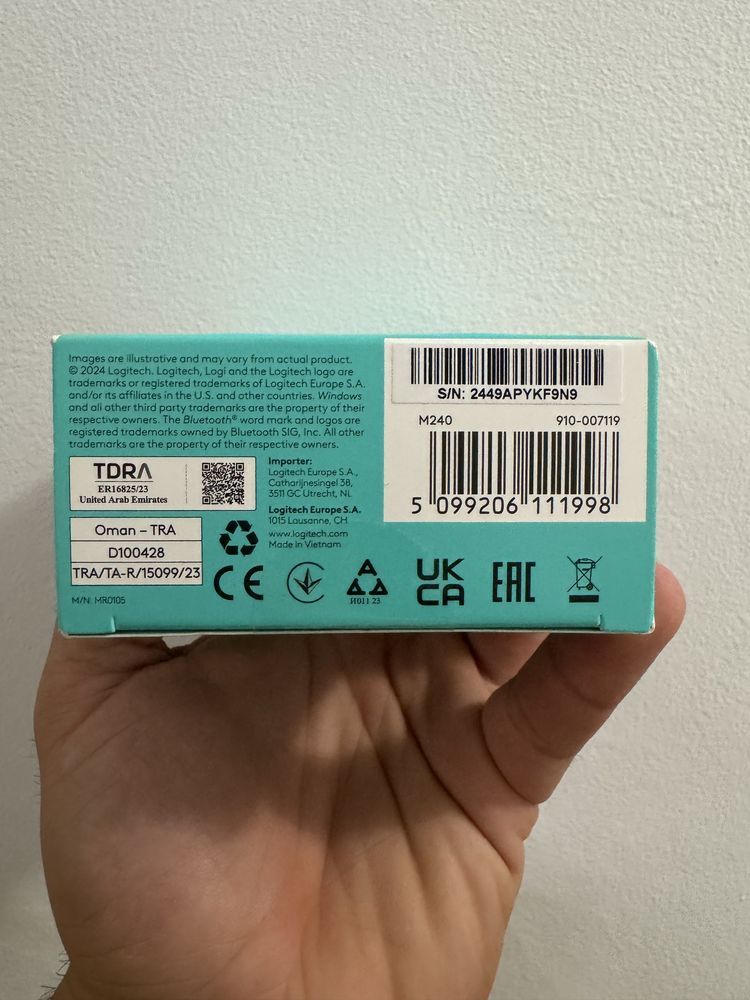 Images are illustrative and may vary from actual product.
© 2024 Logitech. Logitech, Logi and the Logitech logo are
trademarks or registered trademarks of Logitech Europe S.A.
and/or its affiliates in the U.S. and other countries. Windows
and all other third party trademarks are the property of their
respective owners. The Bluetooth® word mark and logos are
registered trademarks owned by Bluetooth SIG, Inc. All other
trademarks are the property of their respective owners.
TDRA
ER16825/23
United Arab Emirates
Oman – TRA
D100428
TRA/TA-R/15099/23
M/N: MR0105
Importer:
Logitech Europe S.A.,
Catharijnesingel 38,
3511 GC Utrecht, NL
Logitech Europe S.A.
1015 Lausanne, CH
www.logitech.com
Made in Vietnam
CE
И011 23
UK
CA
EAC
S/N: 2449APYKF9N9
M240 910-007119
5 099206 111998